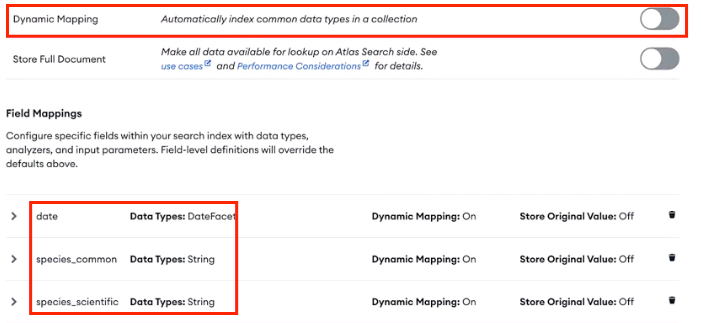 Dynamic Mapping Automatically index common data types in a collection
Store Full Document Make all data available for lookup on Atlas Search side. See
use cases and Performance Considerations for details.
Field Mappings
Configure specific fields within your search index with data types,
analyzers, and input parameters. Field-level definitions will override the
defaults above.
date Data Types: DateFacet Dynamic Mapping: On Store Original Value: Off
species_common Data Types: String Dynamic Mapping: On Store Original Value: Off
species_scientific Data Types: String Dynamic Mapping: On Store Original Value: Off